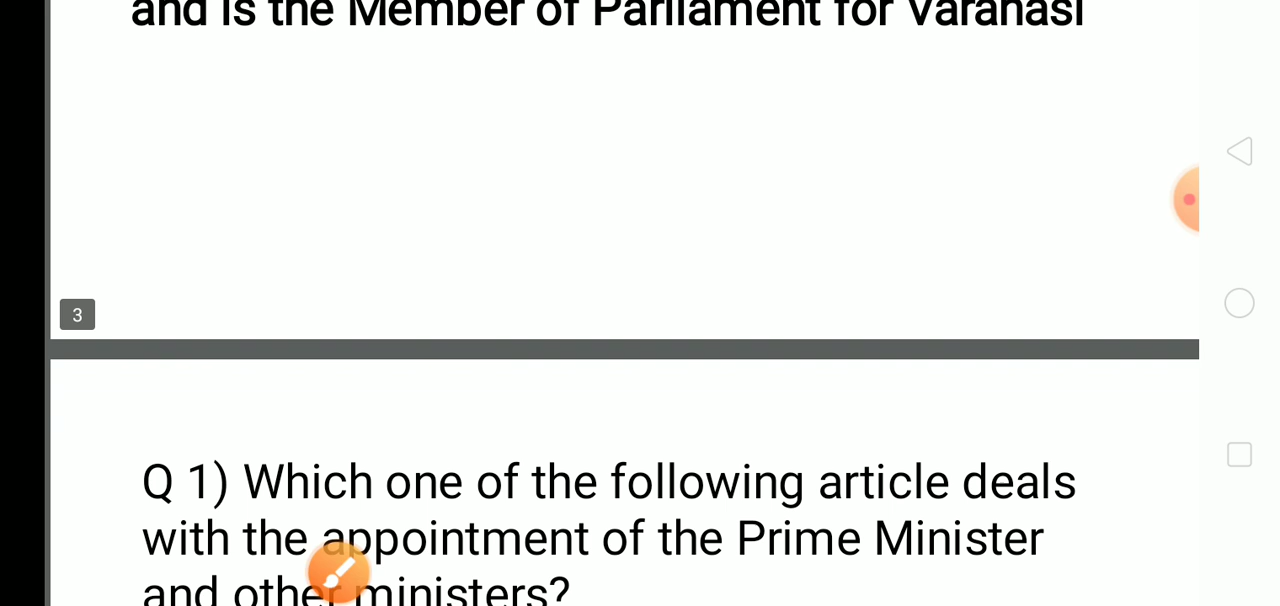 and is the Member of Parliament for Varanasi
3
Q 1) Which one of the following article deals
with the appointment of the Prime Minister
and other ministers?